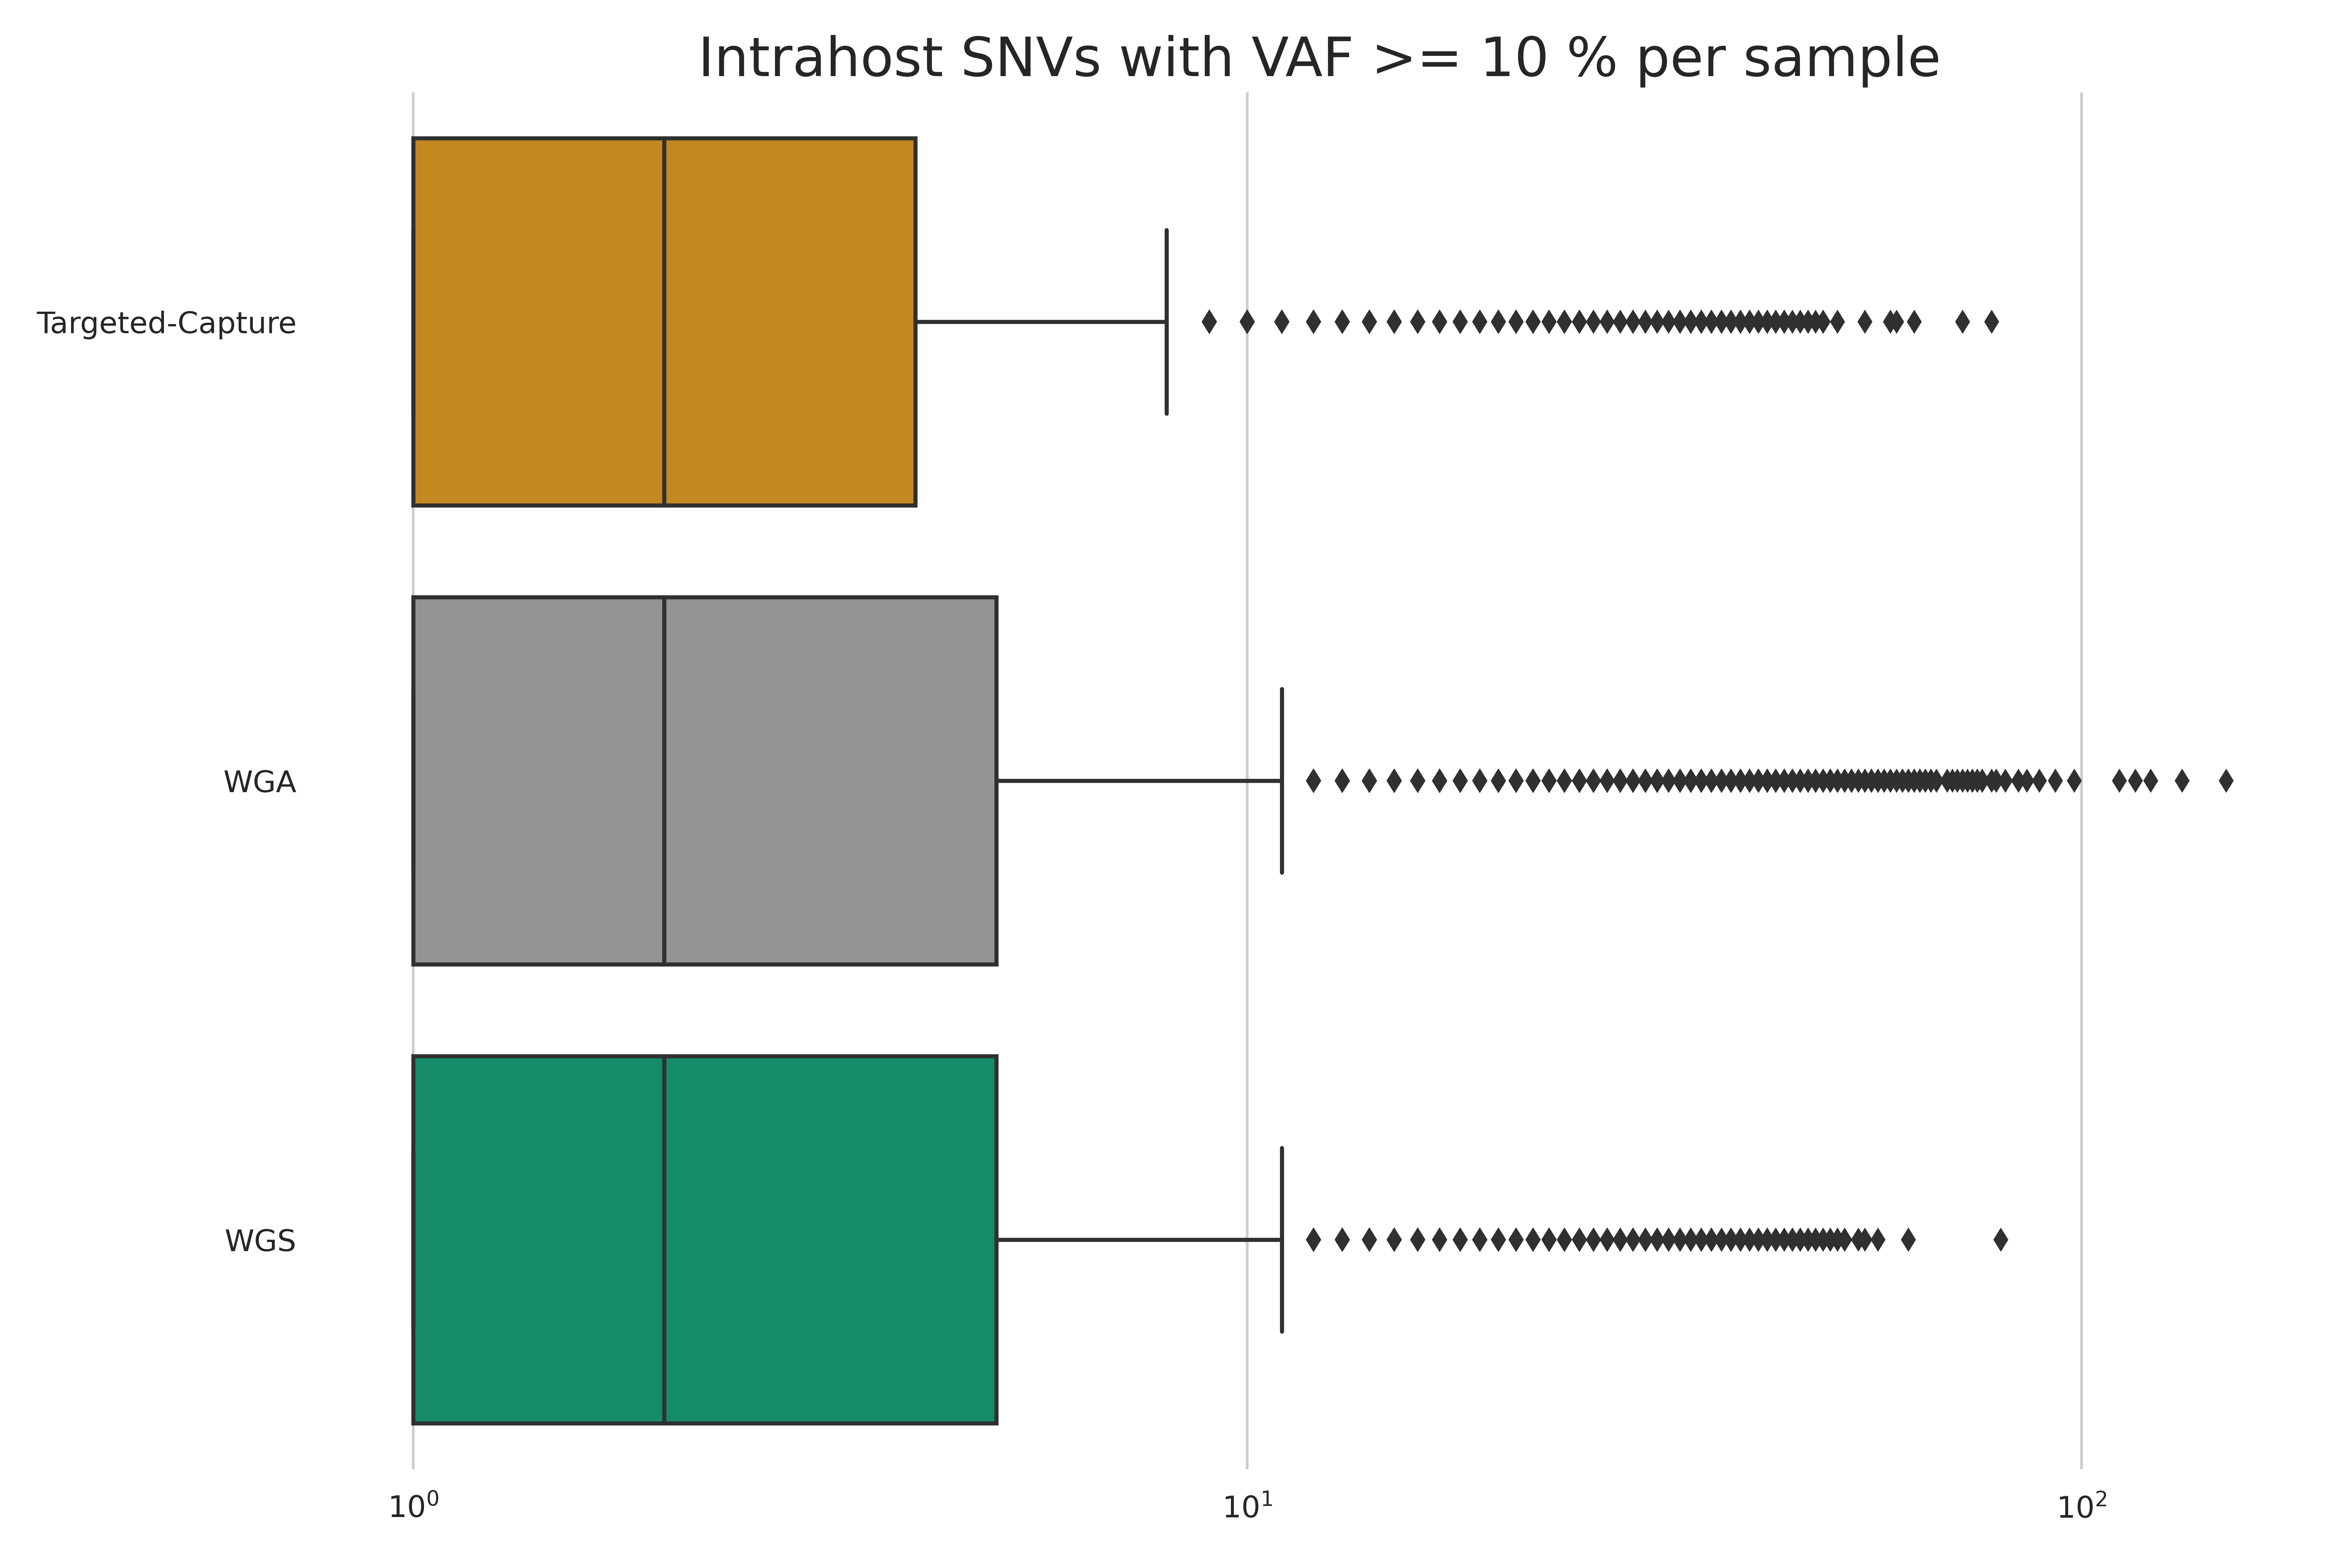 Intrahost SNVs with VAF >= 10 % per sample
Targeted-Capture
WGA
WGS
10⁰ 10¹ 10²